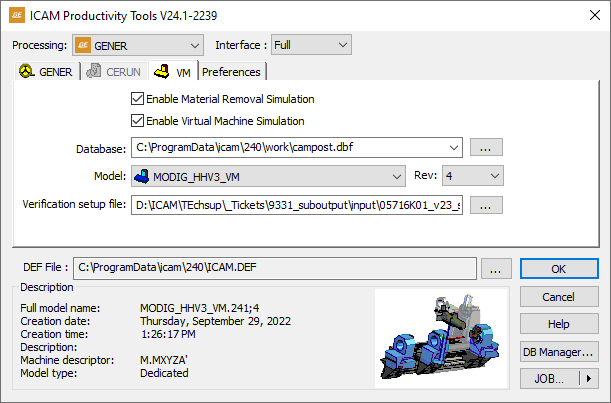 ICAM Productivity Tools V24.1-2239
Processing: GENER Interface : Full
GENER CERUN VM Preferences
Enable Material Removal Simulation
Enable Virtual Machine Simulation
Database: C:\ProgramData\icam\240\work\campost.dbf ...
Model: MODIG_HHV3_VM Rev: 4
Verification setup file: D:\ICAM\TEchsup\_Tickets\9331_suboutput\input\05716K01_v23_s ...
DEF File : C:\ProgramData\icam\240\ICAM.DEF ... OK
Description
Full model name: MODIG_HHV3_VM.241;4
Creation date: Thursday, September 29, 2022
Creation time: 1:26:17 PM
Description:
Machine descriptor: M.MXYZA'
Model type: Dedicated
Cancel
Help
DB Manager...
JOB...